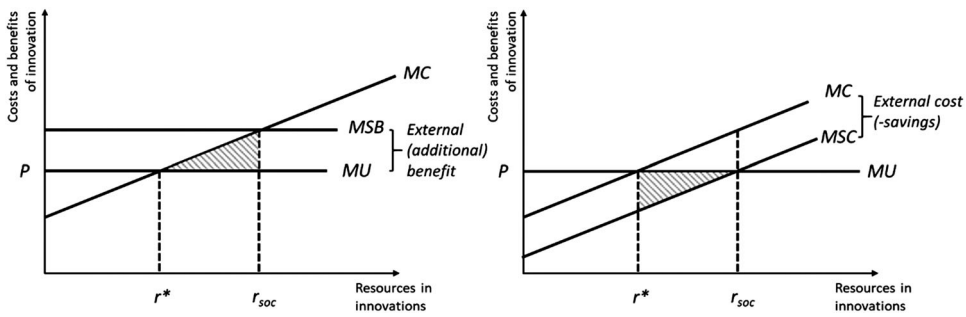 Costs and benefits
of innovation
MC
MSB
External
(additional)
benefit
P
MU
r*
r_soc
Resources in
innovations
Costs and benefits
of innovation
MC
External cost
(-savings)
MSC
P
MU
r*
r_soc
Resources in
innovations